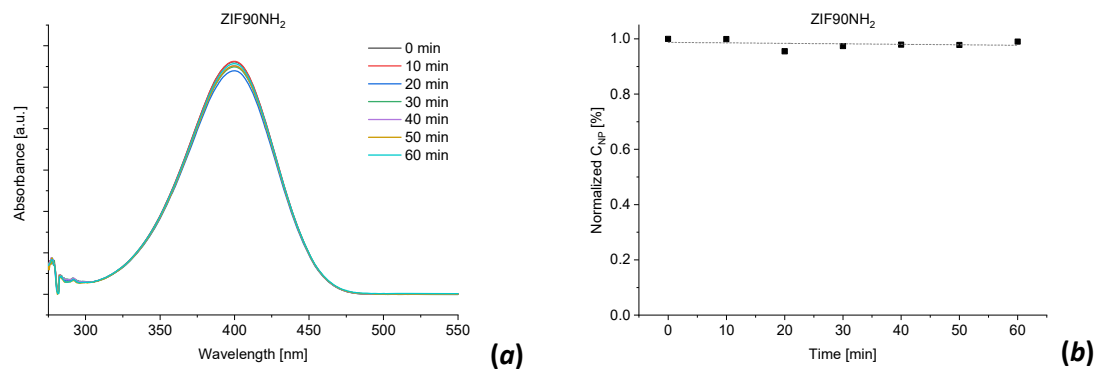 ZIF90NH₂
0 min
10 min
20 min
30 min
40 min
50 min
60 min
Absorbance [a.u.]
300 350 400 450 500 550
Wavelength [nm]
(a)
ZIF90NH₂
1.0
0.8
0.6
0.4
0.2
0.0
Normalized C_NP [%]
0 10 20 30 40 50 60
Time [min]
(b)